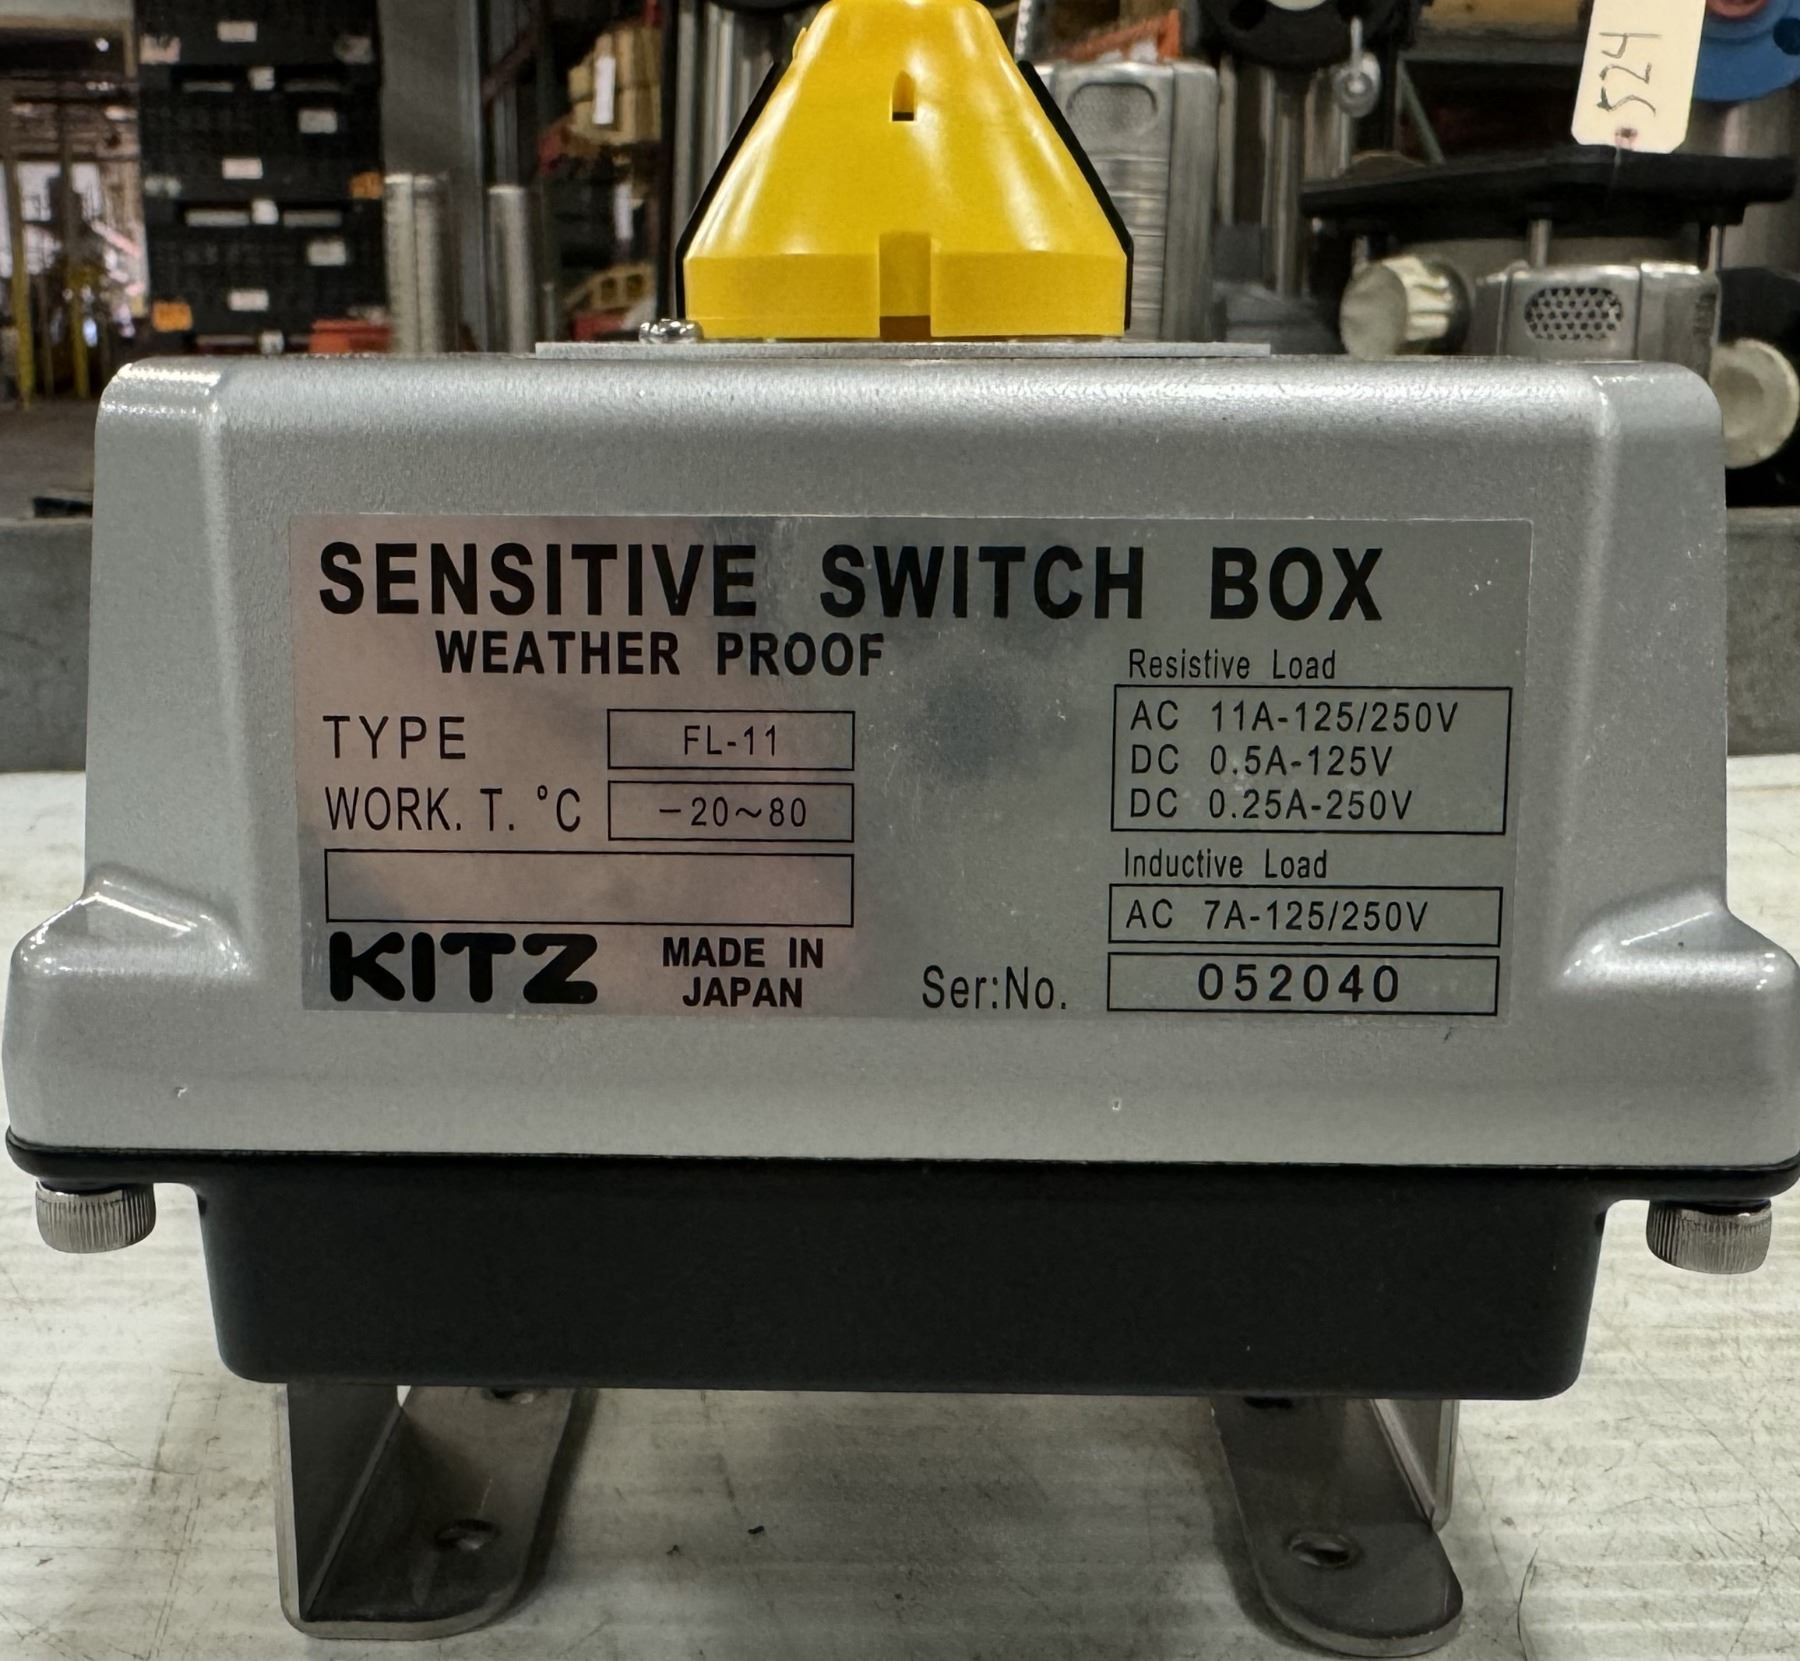 524
SENSITIVE SWITCH BOX
WEATHER PROOF
TYPE FL-11
WORK. T. °C −20~80
KITZ MADE IN
JAPAN
Resistive Load
AC 11A-125/250V
DC 0.5A-125V
DC 0.25A-250V
Inductive Load
AC 7A-125/250V
Ser:No. 052040